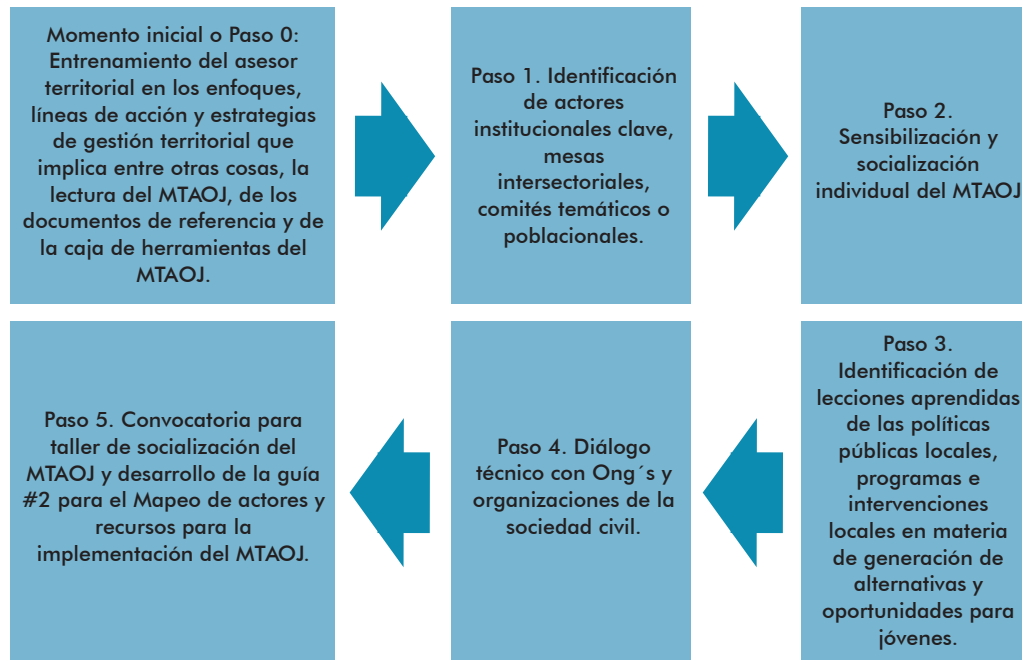 Momento inicial o Paso 0:
Entrenamiento del asesor
territorial en los enfoques,
líneas de acción y estrategias
de gestión territorial que
implica entre otras cosas, la
lectura del MTAOJ, de los
documentos de referencia y de
la caja de herramientas del
MTAOJ.
Paso 1. Identificación
de actores
institucionales clave,
mesas
intersectoriales,
comités temáticos o
poblacionales.
Paso 2.
Sensibilización y
socialización
individual del MTAOJ
Paso 3.
Identificación de
lecciones aprendidas
de las políticas
públicas locales,
programas e
intervenciones
locales en materia
de generación de
alternativas y
oportunidades para
jóvenes.
Paso 4. Diálogo
técnico con Ong´s y
organizaciones de la
sociedad civil.
Paso 5. Convocatoria para
taller de socialización del
MTAOJ y desarrollo de la guía
#2 para el Mapeo de actores y
recursos para la
implementación del MTAOJ.